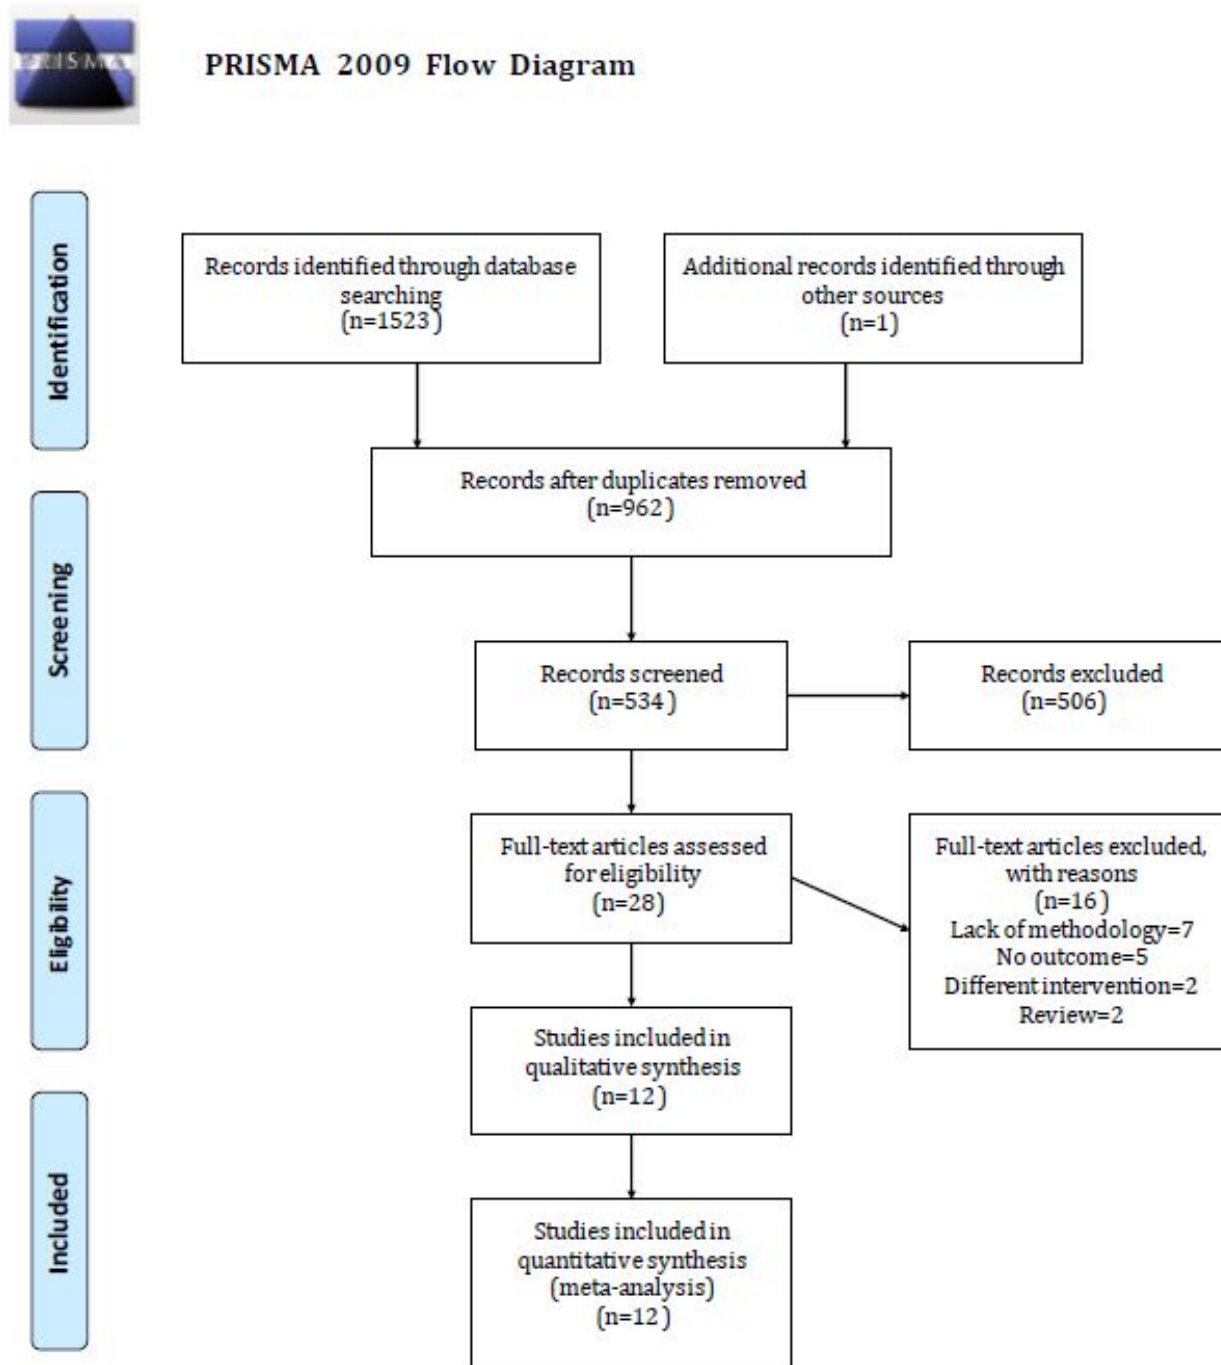 PRISMA
PRISMA 2009 Flow Diagram
Identification
Records identified through database
searching
(n=1523 )
Additional records identified through
other sources
(n=1)
Records after duplicates removed
(n=962)
Screening
Records screened
(n=534 )
Records excluded
(n=506)
Eligibility
Full-text articles assessed
for eligibility
(n=28)
Full-text articles excluded,
with reasons
(n=16)
Lack of methodology=7
No outcome=5
Different intervention=2
Review=2
Studies included in
qualitative synthesis
(n=12)
Included
Studies included in
quantitative synthesis
(meta-analysis)
(n=12)